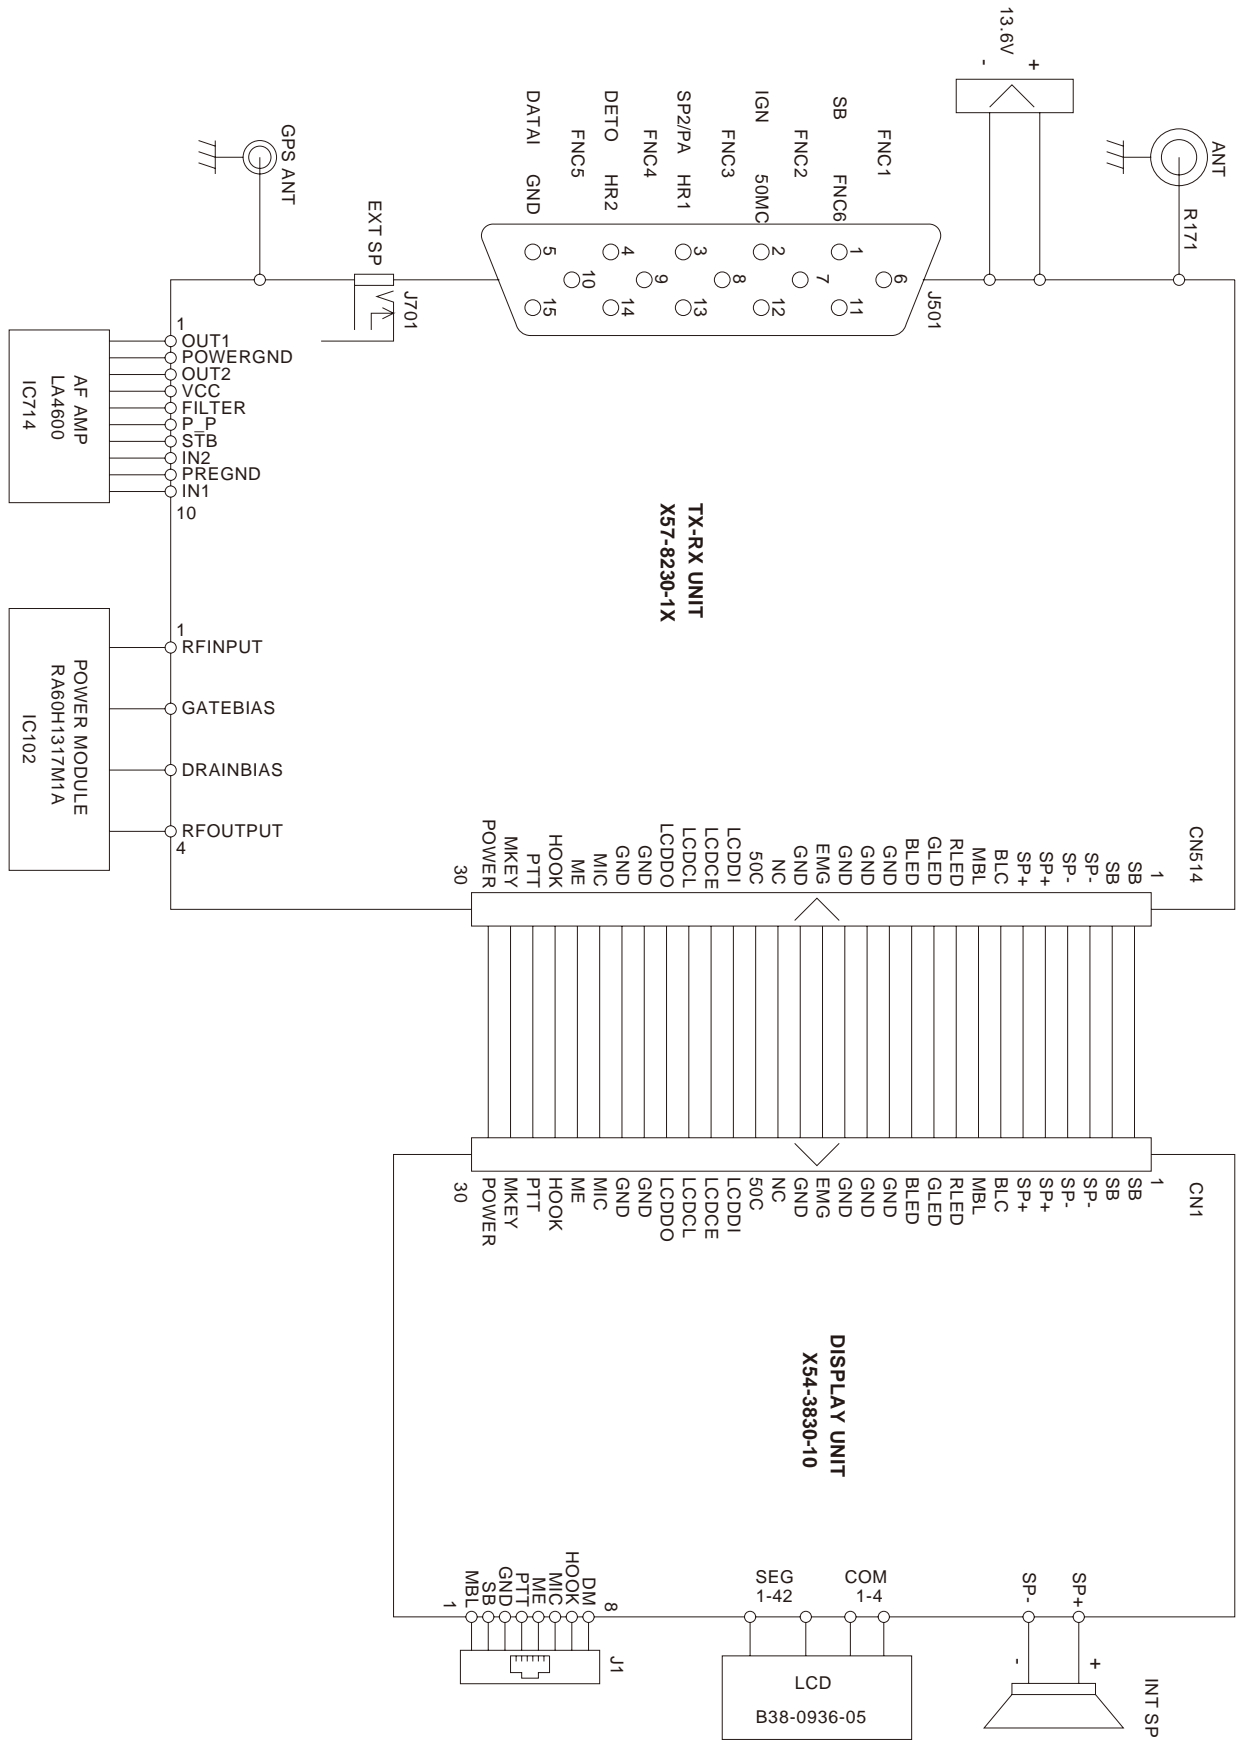 13.6V
-
+
ANT
R171
GPS ANT
EXT SP
J701
J501
FNC1
SB FNC6
FNC2
IGN 50MC
FNC3
SP2/PA HR1
FNC4
DETO HR2
FNC5
DATAI GND
1
2
3
4
5
6
7
8
9
10
11
12
13
14
15
TX-RX UNIT
X57-8230-1X
AF AMP
LA4600
IC714
1
OUT1
POWERGND
OUT2
VCC
FILTER
P_P
STB
IN2
PREGND
IN1
10
POWER MODULE
RA60H1317M1A
IC102
1
RFINPUT
GATEBIAS
DRAINBIAS
RFOUTPUT
4
CN514
1
SB
SB
SP-
SP-
SP+
SP+
BLC
MBL
RLED
GLED
BLED
GND
GND
GND
EMG
GND
NC
50C
LCDDI
LCDCE
LCDCL
LCDDO
GND
GND
MIC
ME
HOOK
PTT
MKEY
POWER
30
CN1
1
SB
SB
SP-
SP-
SP+
SP+
BLC
MBL
RLED
GLED
BLED
GND
GND
GND
EMG
GND
NC
50C
LCDDI
LCDCE
LCDCL
LCDDO
GND
GND
MIC
ME
HOOK
PTT
MKEY
POWER
30
DISPLAY UNIT
X54-3830-10
SP+
SP-
+
-
INT SP
COM
1-4
SEG
1-42
LCD
B38-0936-05
8
DM
HOOK
MIC
ME
PTT
GND
SB
MBL
1
J1